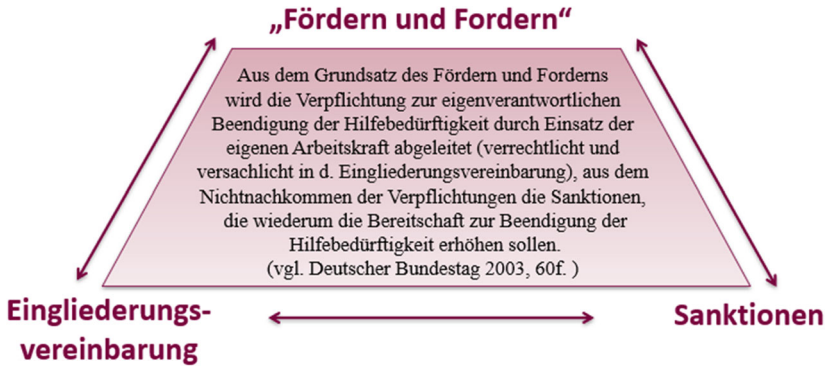 „Fördern und Fordern“
Aus dem Grundsatz des Fördern und Forderns
wird die Verpflichtung zur eigenverantwortlichen
Beendigung der Hilfebedürftigkeit durch Einsatz der
eigenen Arbeitskraft abgeleitet (verrechtlicht und
versachlicht in d. Eingliederungsvereinbarung), aus dem
Nichtnachkommen der Verpflichtungen die Sanktionen,
die wiederum die Bereitschaft zur Beendigung der
Hilfebedürftigkeit erhöhen sollen.
(vgl. Deutscher Bundestag 2003, 60f. )
Eingliederungs-
vereinbarung
Sanktionen